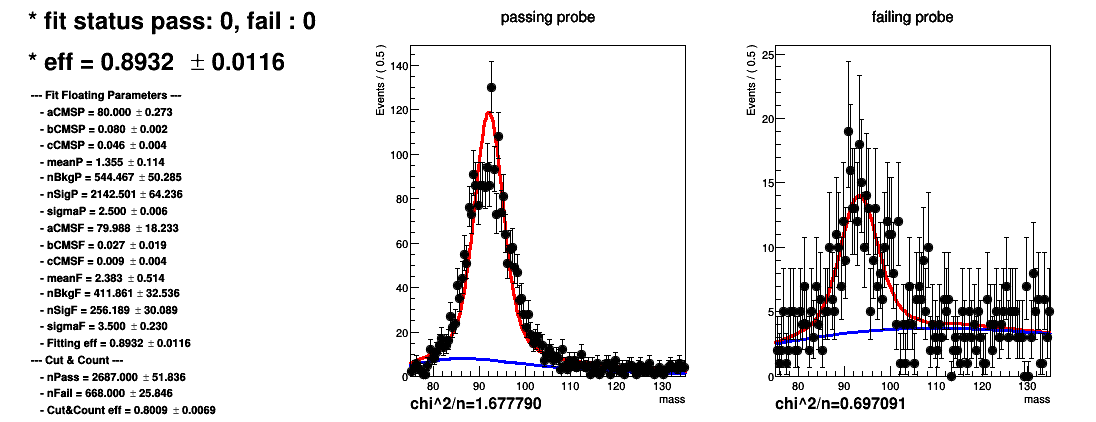 * fit status pass: 0, fail : 0
* eff = 0.8932 ± 0.0116
--- Fit Floating Parameters ---
- aCMSP = 80.000 ± 0.273
- bCMSP = 0.080 ± 0.002
- cCMSP = 0.046 ± 0.004
- meanP = 1.355 ± 0.114
- nBkgP = 544.467 ± 50.285
- nSigP = 2142.501 ± 64.236
- sigmaP = 2.500 ± 0.006
- aCMSF = 79.988 ± 18.233
- bCMSF = 0.027 ± 0.019
- cCMSF = 0.009 ± 0.004
- meanF = 2.383 ± 0.514
- nBkgF = 411.861 ± 32.536
- nSigF = 256.189 ± 30.089
- sigmaF = 3.500 ± 0.230
- Fitting eff = 0.8932 ± 0.0116
--- Cut & Count ---
- nPass = 2687.000 ± 51.836
- nFail = 668.000 ± 25.846
- Cut&Count eff = 0.8009 ± 0.0069
passing probe
Events / ( 0.5 )
140
120
100
80
60
40
20
0
80 90 100 110 120 130
mass
chi^2/n=1.677790
failing probe
Events / ( 0.5 )
25
20
15
10
5
0
80 90 100 110 120 130
mass
chi^2/n=0.697091